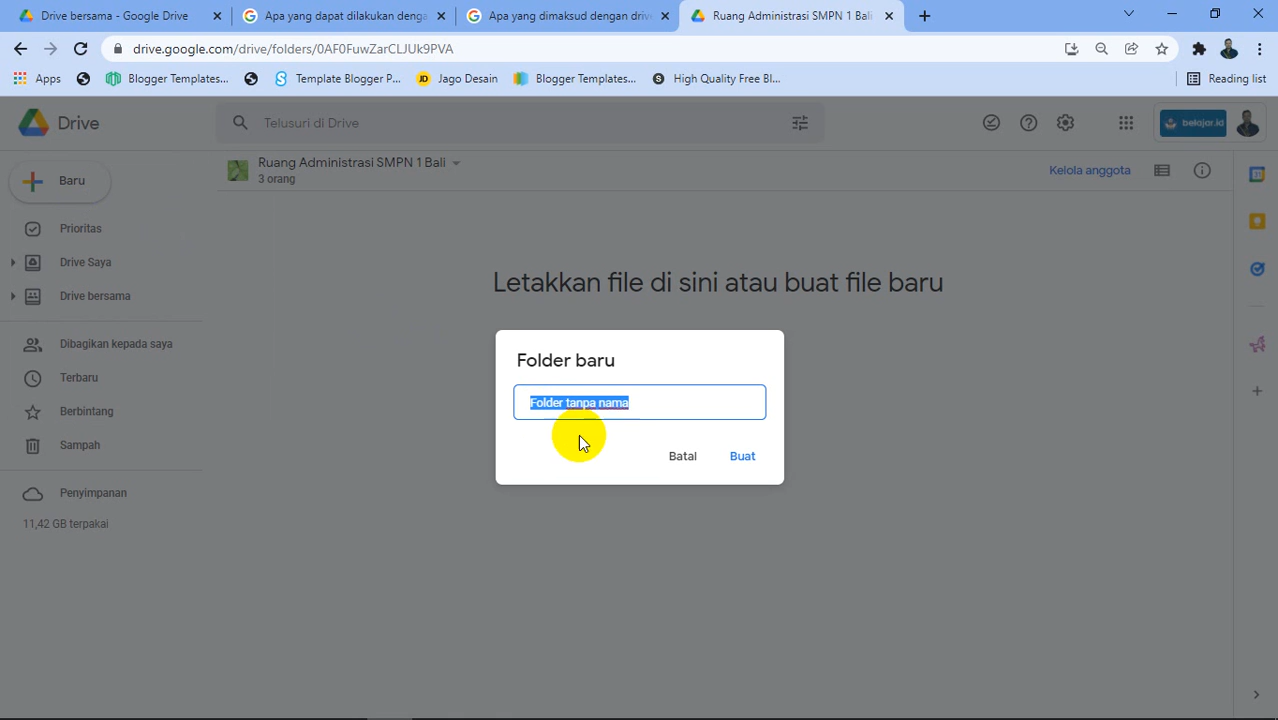 Drive bersama - Google Drive
Apa yang dapat dilakukan denga
Apa yang dimaksud dengan drive
Ruang Administrasi SMPN 1 Bali
drive.google.com/drive/folders/0AF0FuwZarCLJUk9PVA
Apps
Blogger Templates...
Template Blogger P...
JD
Jago Desain
Blogger Templates...
High Quality Free Bl...
Reading list
Drive
Telusuri di Drive
belajar.id
Baru
Ruang Administrasi SMPN 1 Bali
3 orang
Kelola anggota
Prioritas
Drive Saya
Drive bersama
Dibagikan kepada saya
Terbaru
Berbintang
Sampah
Penyimpanan
11,42 GB terpakai
Letakkan file di sini atau buat file baru
Folder baru
Folder tanpa nama
Batal
Buat